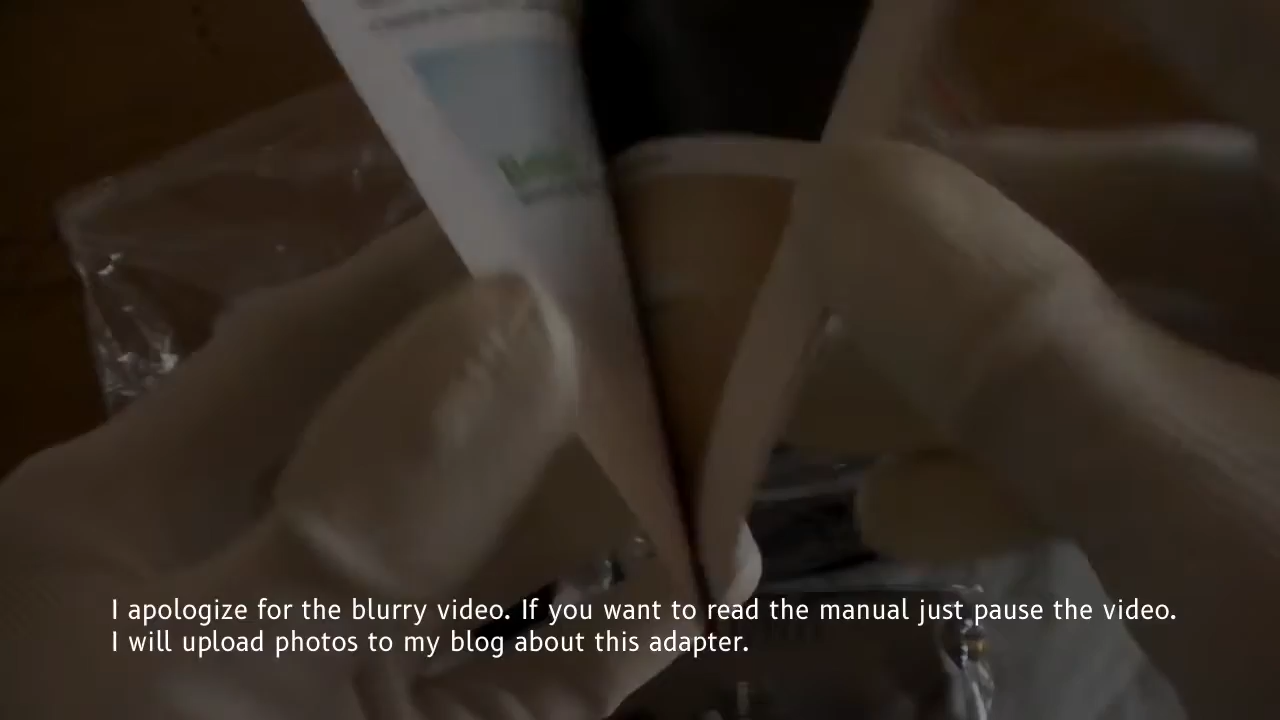 I apologize for the blurry video. If you want to read the manual just pause the video.
I will upload photos to my blog about this adapter.